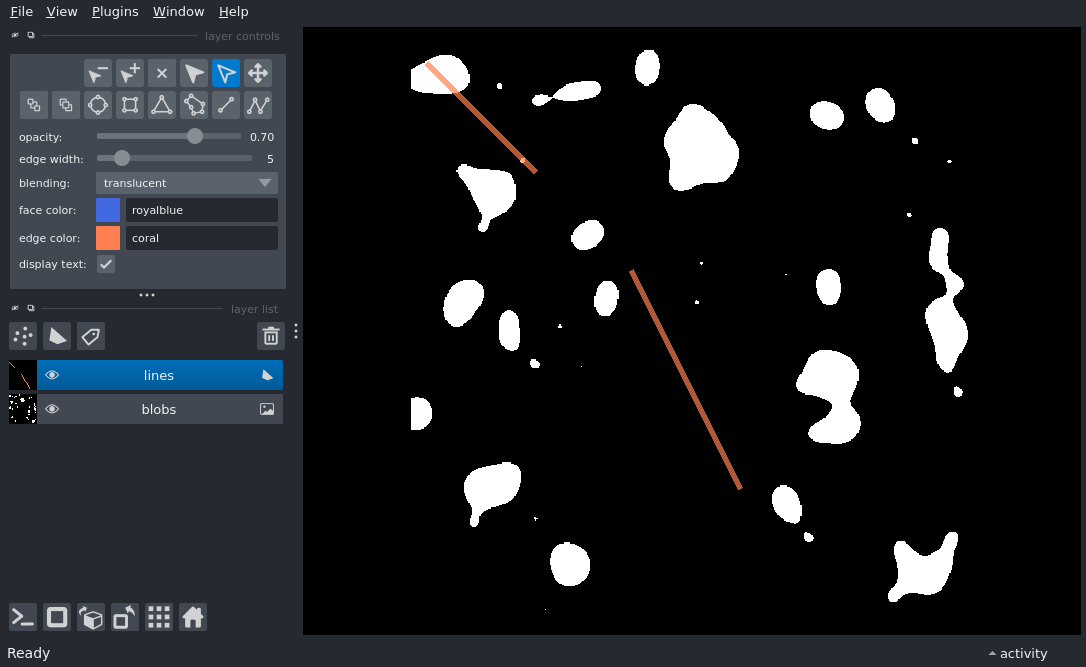 File View Plugins Window Help
layer controls
opacity: 0.70
edge width: 5
blending: translucent
face color: royalblue
edge color: coral
display text:
layer list
lines
blobs
Ready
activity